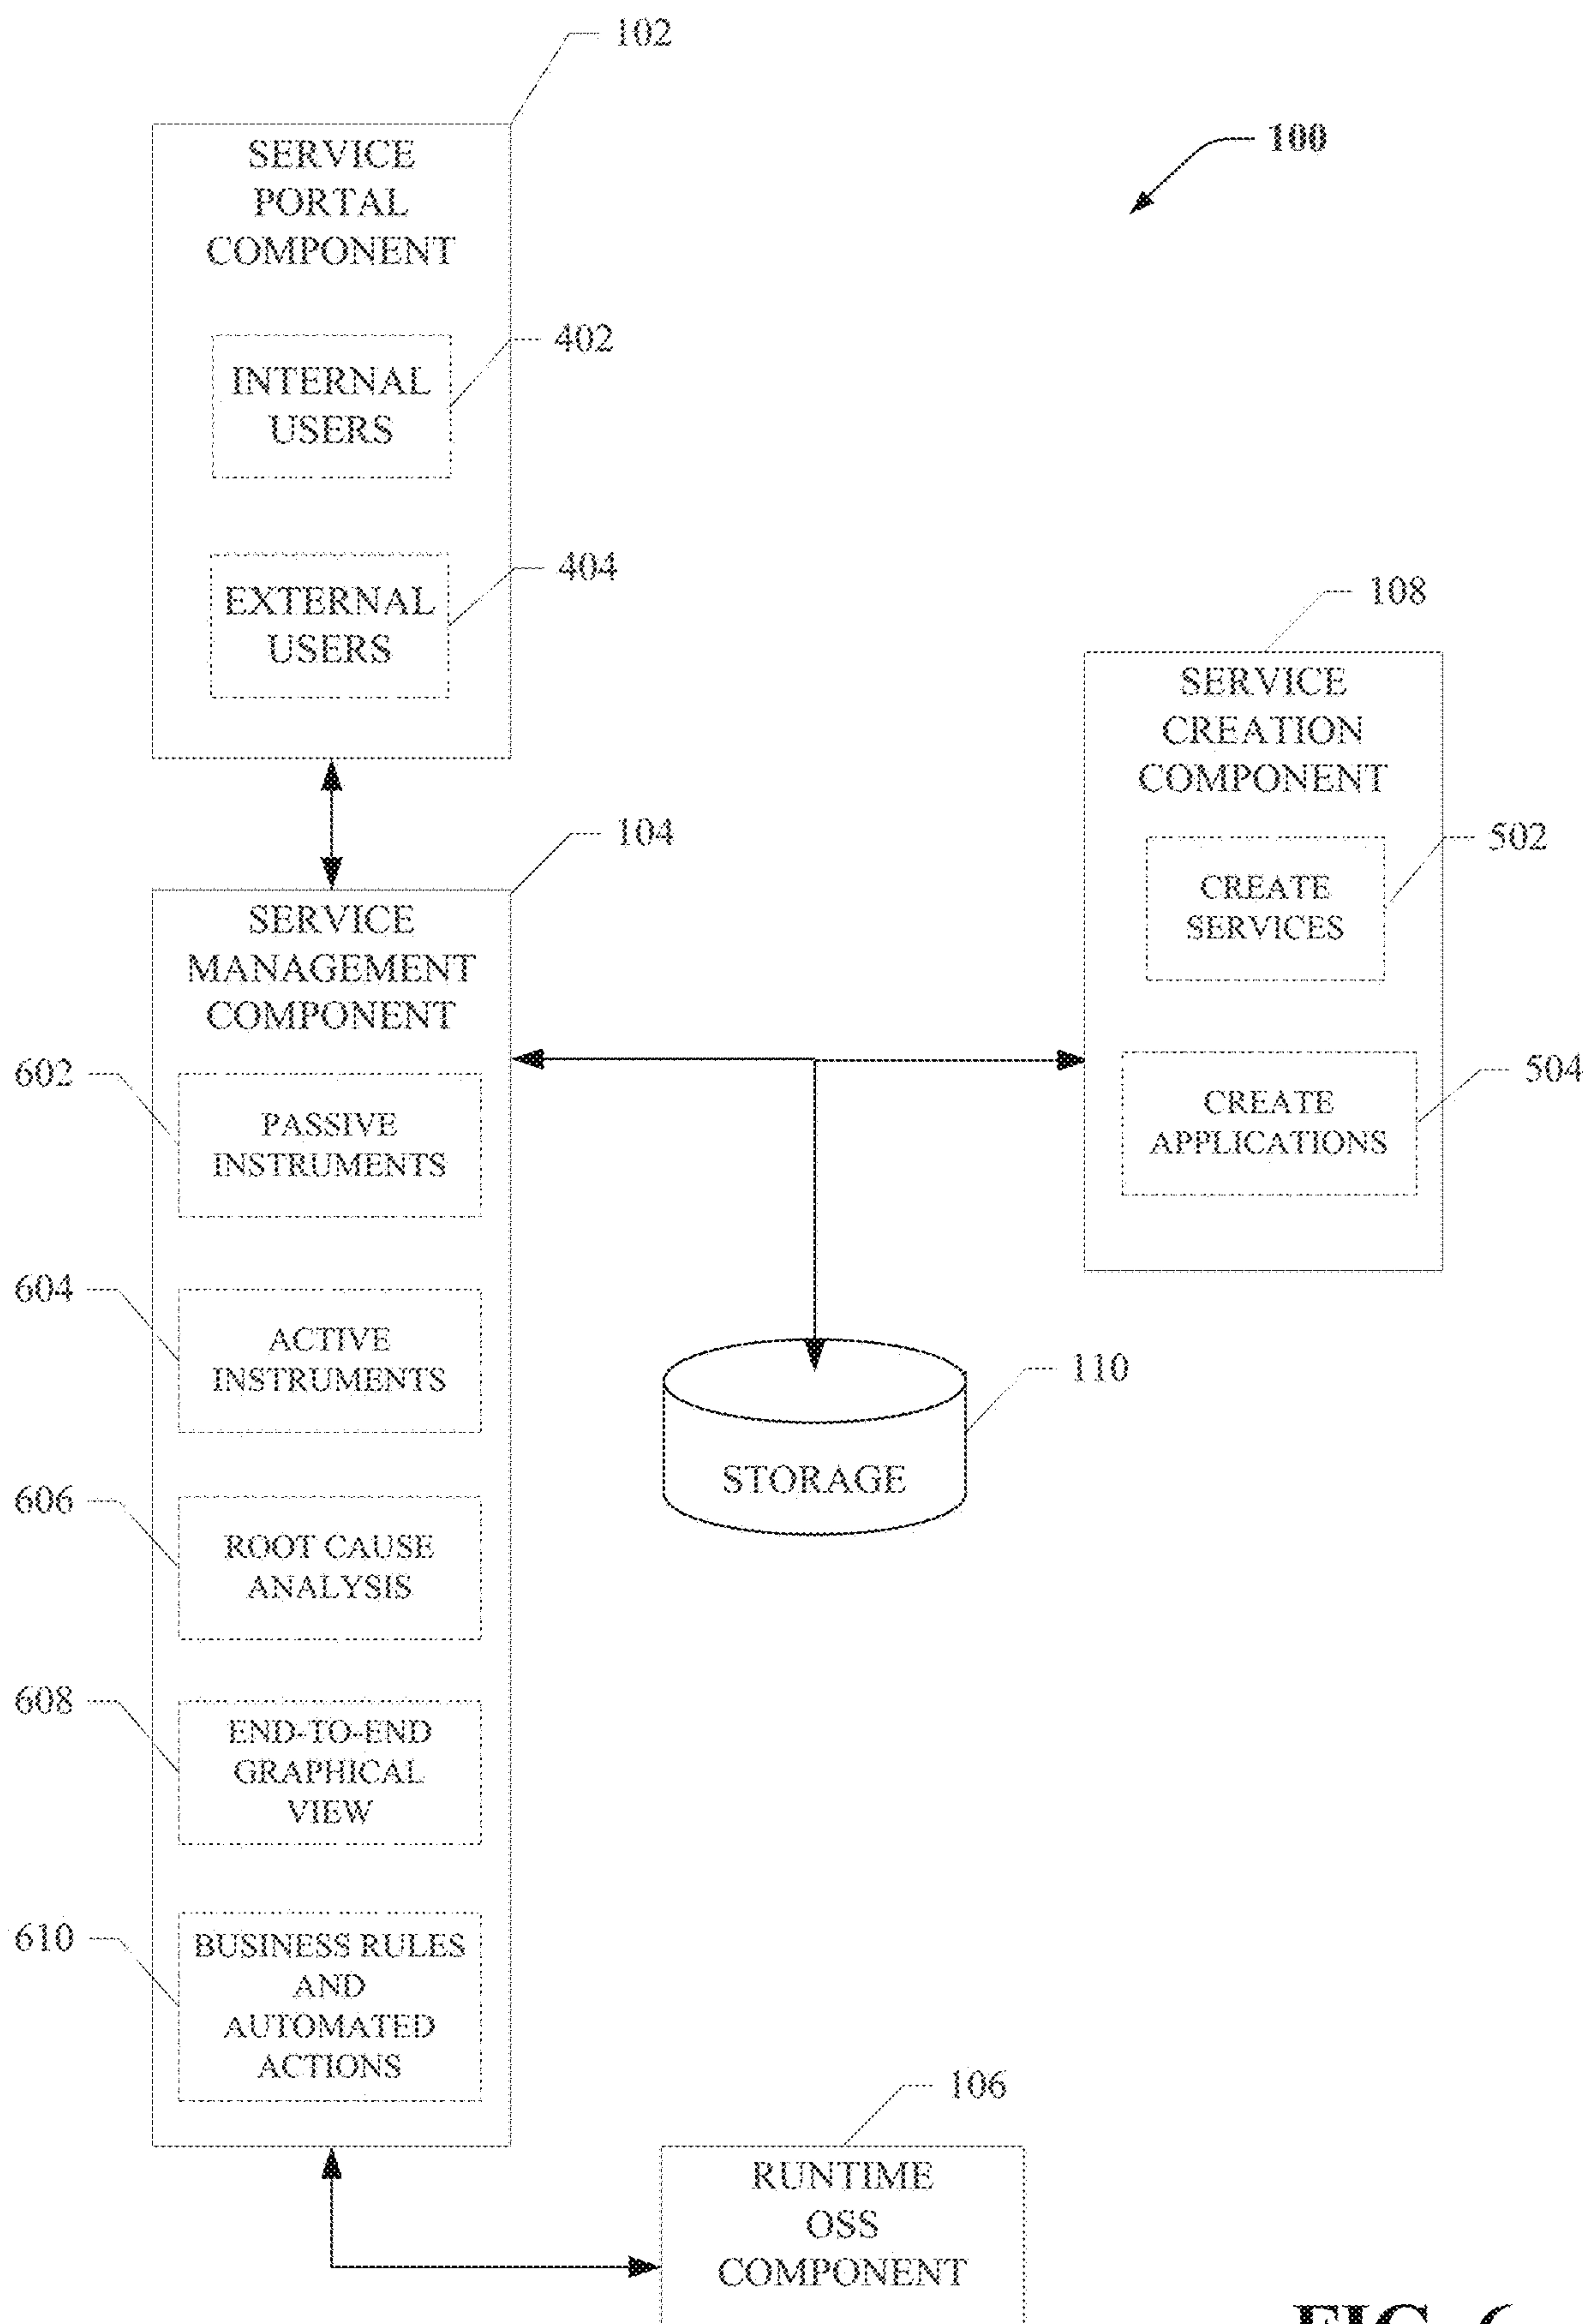 102
100
SERVICE
PORTAL
COMPONENT
402
INTERNAL
USERS
404
EXTERNAL
USERS
108
SERVICE
CREATION
COMPONENT
502
CREATE
SERVICES
504
CREATE
APPLICATIONS
104
SERVICE
MANAGEMENT
COMPONENT
602
PASSIVE
INSTRUMENTS
604
ACTIVE
INSTRUMENTS
110
STORAGE
606
ROOT CAUSE
ANALYSIS
608
END-TO-END
GRAPHICAL
VIEW
610
BUSINESS RULES
AND
AUTOMATED
ACTIONS
106
RUNTIME
OSS
COMPONENT
FIG. 6